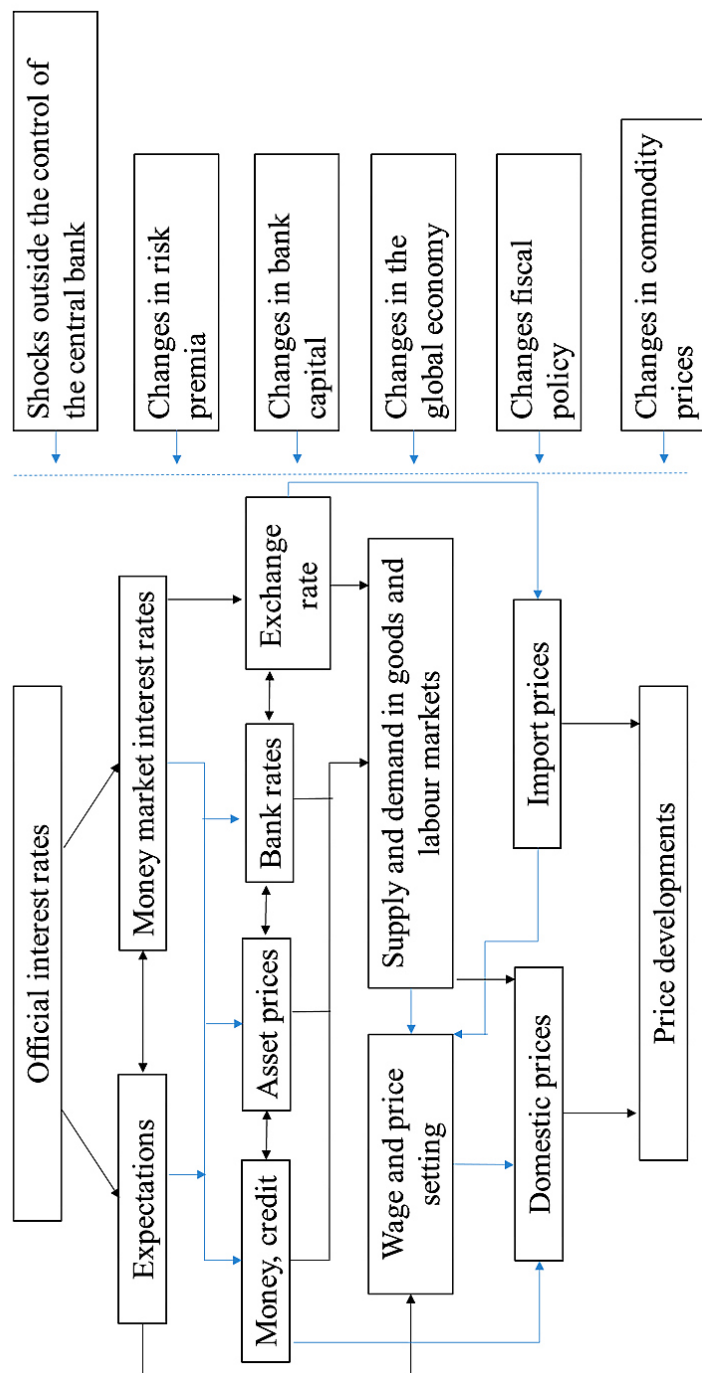 Official interest rates
Expectations
Money market interest rates
Money, credit
Asset prices
Bank rates
Exchange
rate
Wage and price
setting
Supply and demand in goods and
labour markets
Domestic prices
Import prices
Price developments
Shocks outside the control of
the central bank
Changes in risk
premia
Changes in bank
capital
Changes in the
global economy
Changes fiscal
policy
Changes in commodity
prices